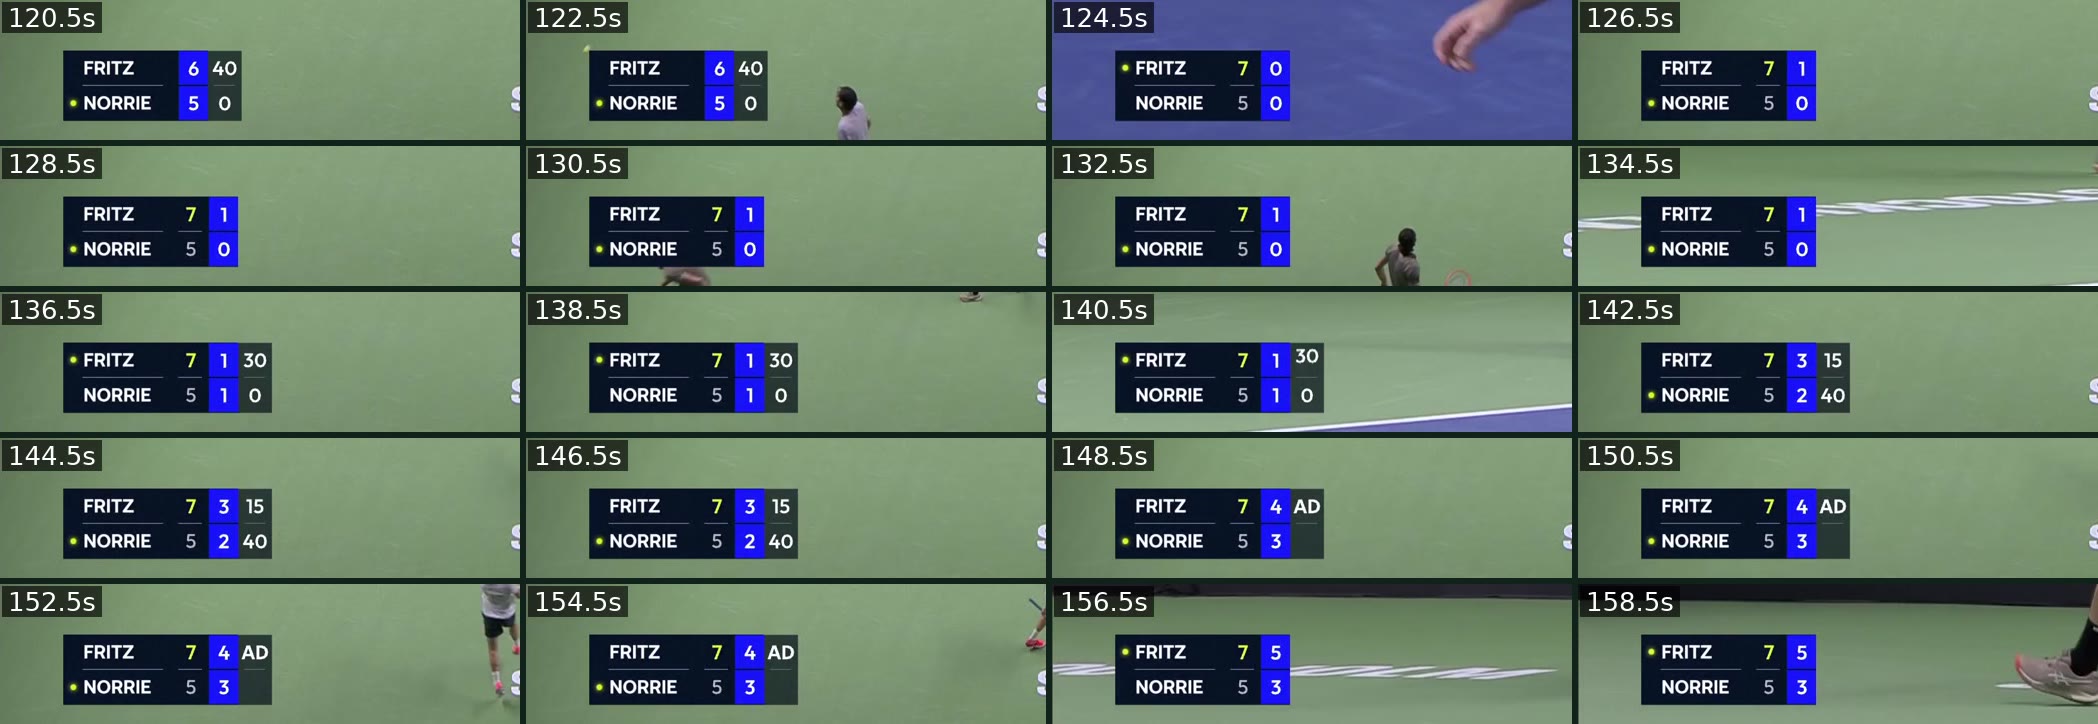 120.5s
FRITZ 6 40
NORRIE 5 0
122.5s
FRITZ 6 40
NORRIE 5 0
124.5s
FRITZ 7 0
NORRIE 5 0
126.5s
FRITZ 7 1
NORRIE 5 0
128.5s
FRITZ 7 1
NORRIE 5 0
130.5s
FRITZ 7 1
NORRIE 5 0
132.5s
FRITZ 7 1
NORRIE 5 0
134.5s
FRITZ 7 1
NORRIE 5 0
136.5s
FRITZ 7 1 30
NORRIE 5 1 0
138.5s
FRITZ 7 1 30
NORRIE 5 1 0
140.5s
FRITZ 7 1 30
NORRIE 5 1 0
142.5s
FRITZ 7 3 15
NORRIE 5 2 40
144.5s
FRITZ 7 3 15
NORRIE 5 2 40
146.5s
FRITZ 7 3 15
NORRIE 5 2 40
148.5s
FRITZ 7 4 AD
NORRIE 5 3
150.5s
FRITZ 7 4 AD
NORRIE 5 3
152.5s
FRITZ 7 4 AD
NORRIE 5 3
154.5s
FRITZ 7 4 AD
NORRIE 5 3
156.5s
FRITZ 7 5
NORRIE 5 3
158.5s
FRITZ 7 5
NORRIE 5 3